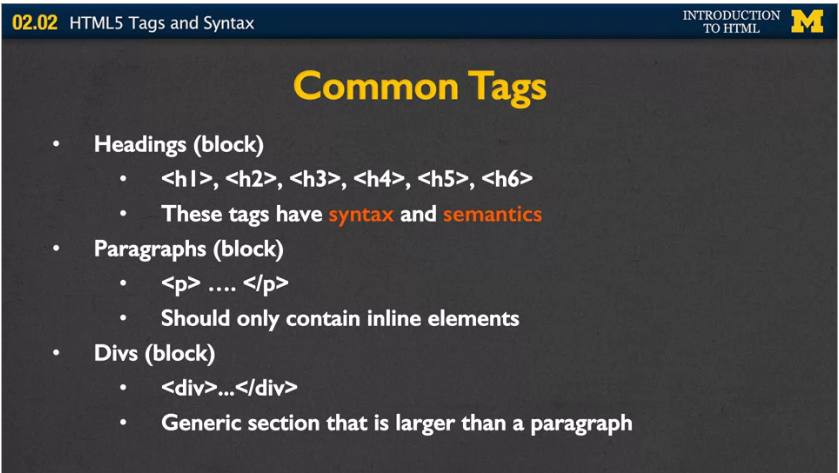 02.02 HTML5 Tags and Syntax
INTRODUCTION
TO HTML
M
Common Tags
• Headings (block)
• <h1>, <h2>, <h3>, <h4>, <h5>, <h6>
• These tags have syntax and semantics
• Paragraphs (block)
• <p> .... </p>
• Should only contain inline elements
• Divs (block)
• <div>...</div>
• Generic section that is larger than a paragraph